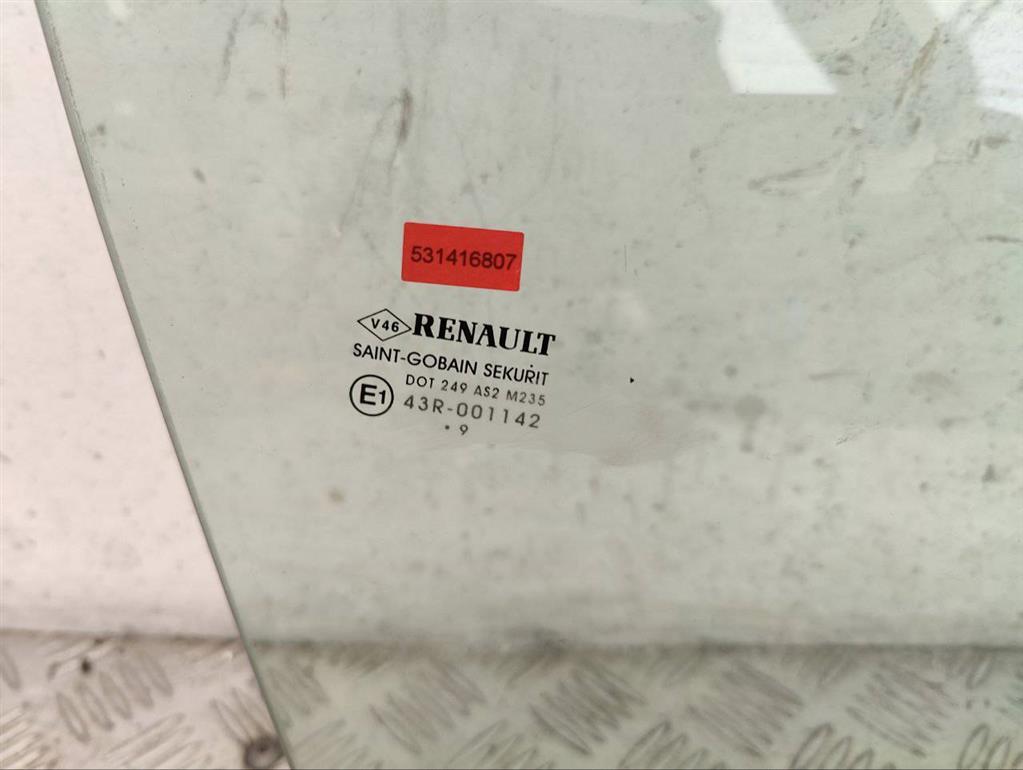 531416807
V46 RENAULT
SAINT-GOBAIN SEKURIT
DOT 249 AS2 M235
E1 43R-001142
. 9